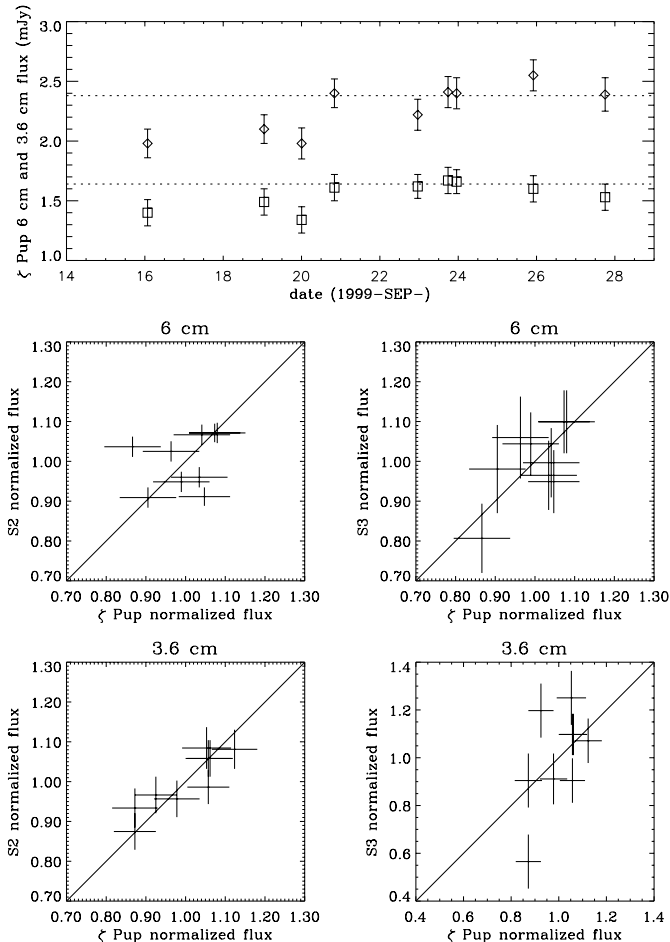 ζ Pup 6 cm and 3.6 cm flux (mJy)
3.0
2.5
2.0
1.5
1.0
14 16 18 20 22 24 26 28
date (1999-SEP-)
6 cm
S2 normalized flux
1.30
1.20
1.10
1.00
0.90
0.80
0.70
0.70 0.80 0.90 1.00 1.10 1.20 1.30
ζ Pup normalized flux
6 cm
S3 normalized flux
1.30
1.20
1.10
1.00
0.90
0.80
0.70
0.70 0.80 0.90 1.00 1.10 1.20 1.30
ζ Pup normalized flux
3.6 cm
S2 normalized flux
1.30
1.20
1.10
1.00
0.90
0.80
0.70
0.70 0.80 0.90 1.00 1.10 1.20 1.30
ζ Pup normalized flux
3.6 cm
S3 normalized flux
1.4
1.2
1.0
0.8
0.6
0.4
0.4 0.6 0.8 1.0 1.2 1.4
ζ Pup normalized flux